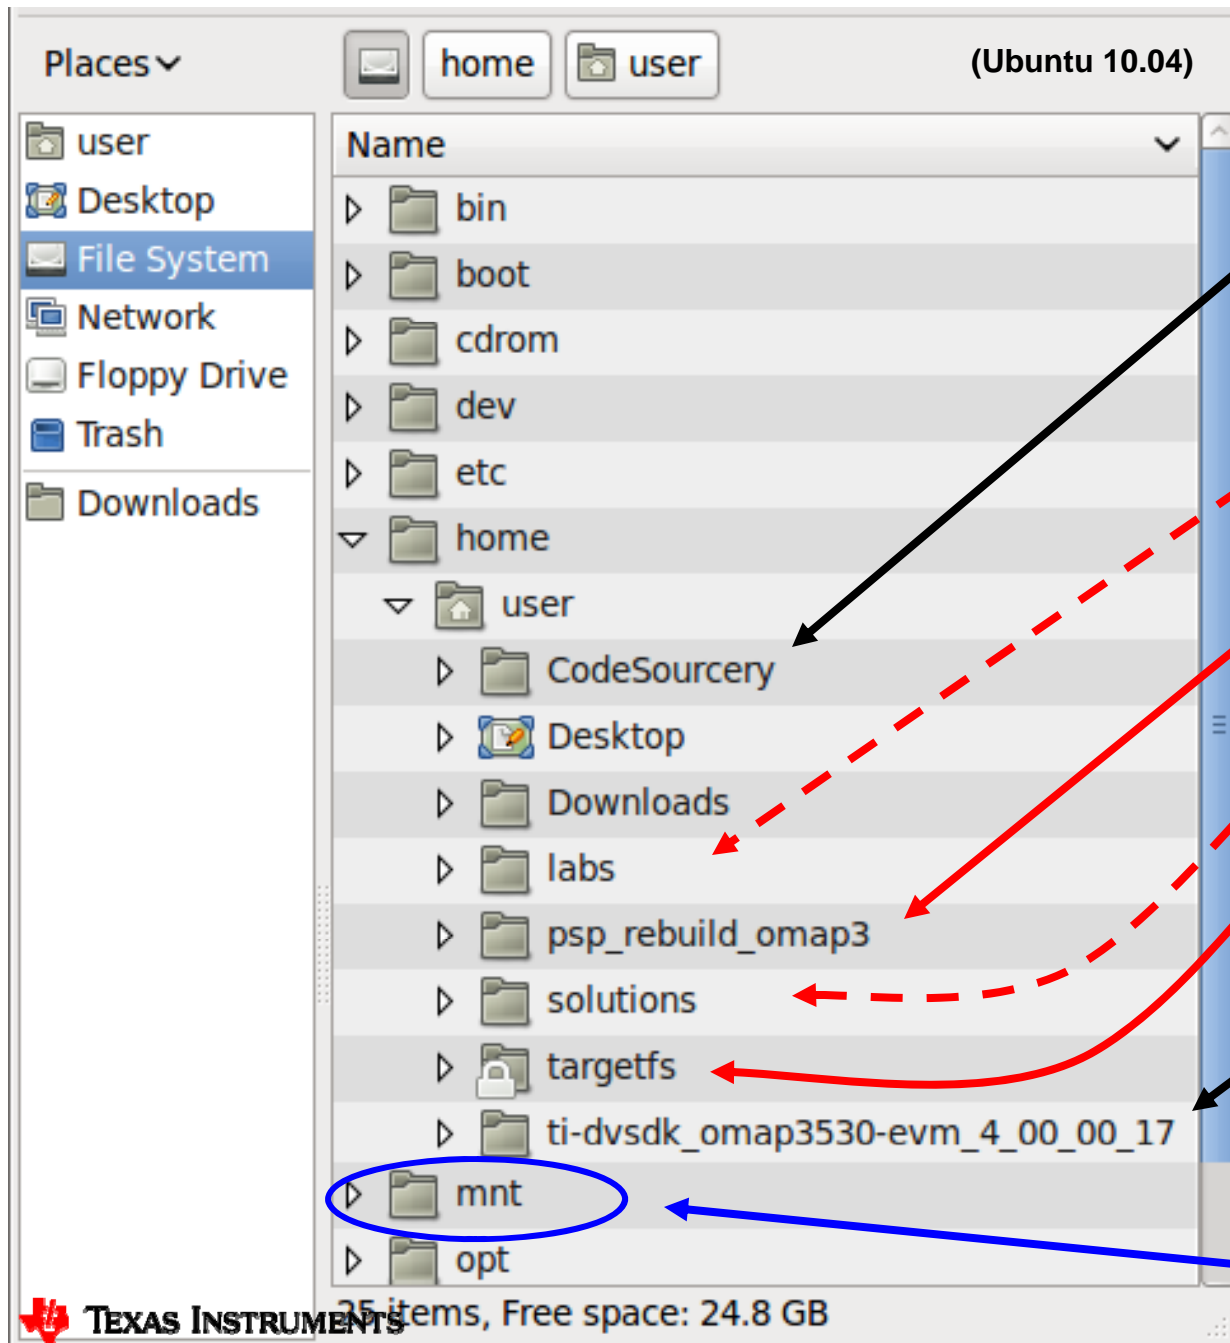 Places
home
user
(Ubuntu 10.04)
user
Desktop
File System
Network
Floppy Drive
Trash
Downloads
Name
bin
boot
cdrom
dev
etc
home
user
CodeSourcery
Desktop
Downloads
labs
psp_rebuild_omap3
solutions
targetfs
ti-dvsdk_omap3530-evm_4_00_00_17
mnt
opt
TEXAS INSTRUMENTS
25 items, Free space: 24.8 GB